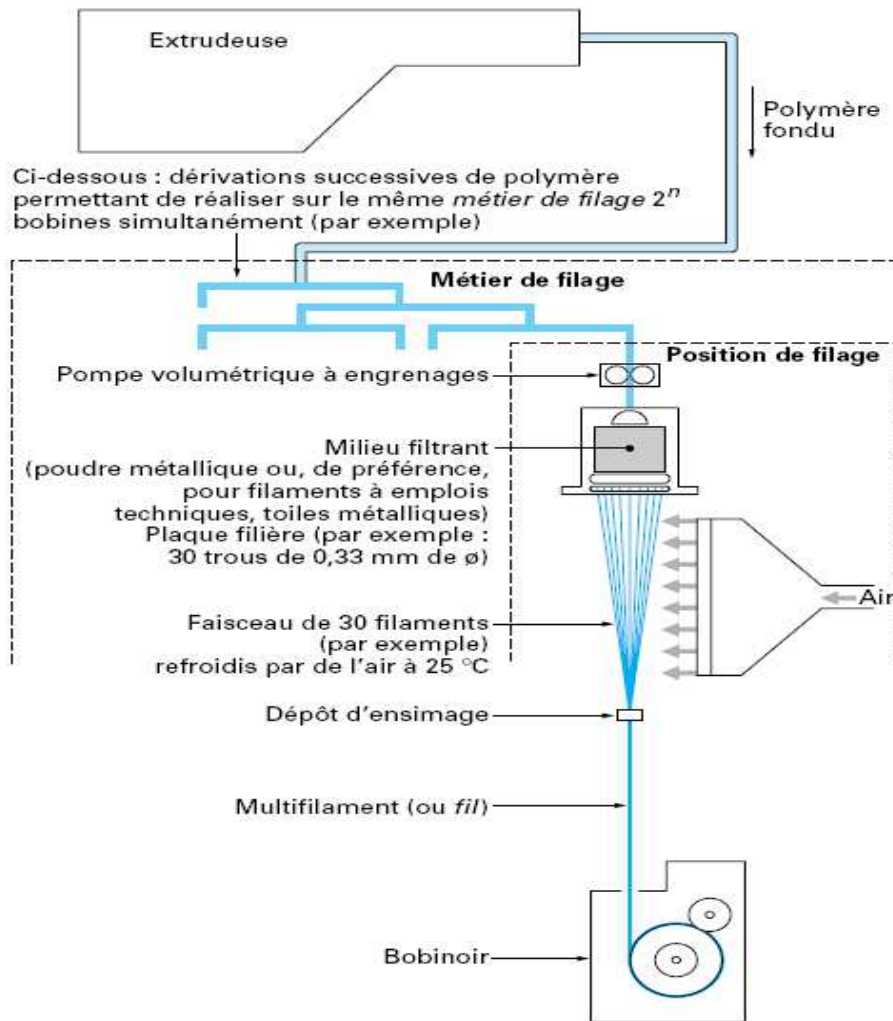 Extrudeuse
Polymère
fondu
Ci-dessous : dérivations successives de polymère
permettant de réaliser sur le même métier de filage 2ⁿ
bobines simultanément (par exemple)
Métier de filage
Position de filage
Pompe volumétrique à engrenages
Milieu filtrant
(poudre métallique ou, de préférence,
pour filaments à emplois
techniques, toiles métalliques)
Plaque filière (par exemple :
30 trous de 0,33 mm de ø)
Air
Faisceau de 30 filaments
(par exemple)
refroidis par de l'air à 25 °C
Dépôt d'ensimage
Multifilament (ou fil)
Bobinoir